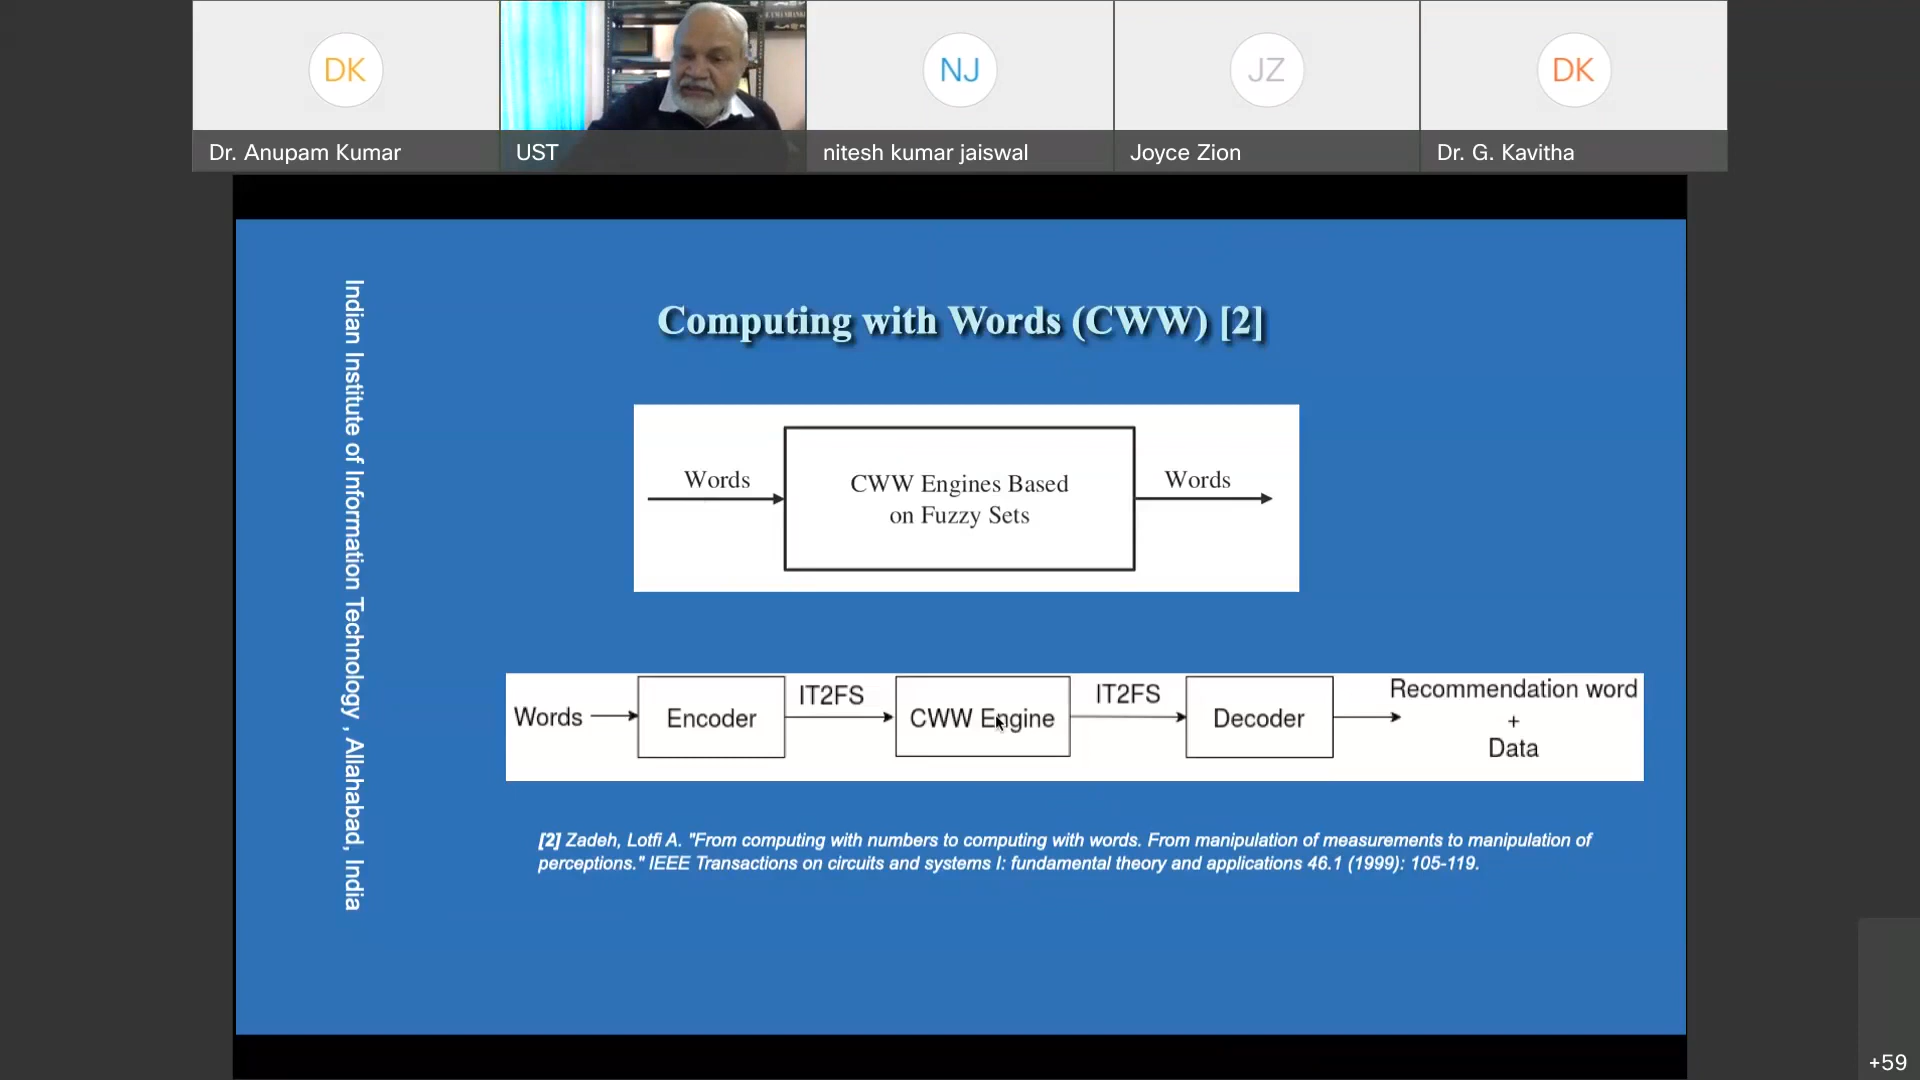 DK
NJ
JZ
DK
Dr. Anupam Kumar
UST
nitesh kumar jaiswal
Joyce Zion
Dr. G. Kavitha
Indian Institute of Information Technology , Allahabad, India
Computing with Words (CWW) [2]
Words
CWW Engines Based
on Fuzzy Sets
Words
Words
Encoder
IT2FS
CWW Engine
IT2FS
Decoder
Recommendation word
+
Data
[2] Zadeh, Lotfi A. "From computing with numbers to computing with words. From manipulation of measurements to manipulation of
perceptions." IEEE Transactions on circuits and systems I: fundamental theory and applications 46.1 (1999): 105-119.
+59